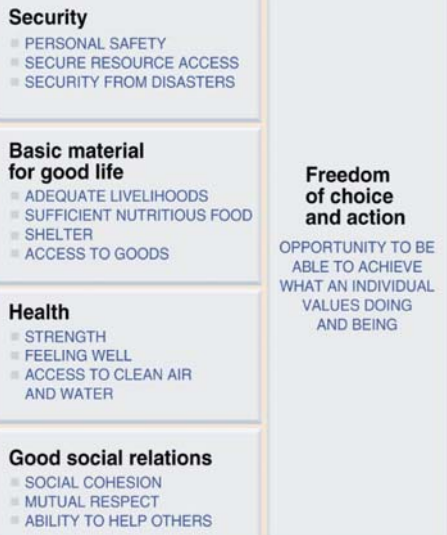 Security
PERSONAL SAFETY
SECURE RESOURCE ACCESS
SECURITY FROM DISASTERS
Basic material
for good life
ADEQUATE LIVELIHOODS
SUFFICIENT NUTRITIOUS FOOD
SHELTER
ACCESS TO GOODS
Health
STRENGTH
FEELING WELL
ACCESS TO CLEAN AIR
AND WATER
Good social relations
SOCIAL COHESION
MUTUAL RESPECT
ABILITY TO HELP OTHERS
Freedom
of choice
and action
OPPORTUNITY TO BE
ABLE TO ACHIEVE
WHAT AN INDIVIDUAL
VALUES DOING
AND BEING